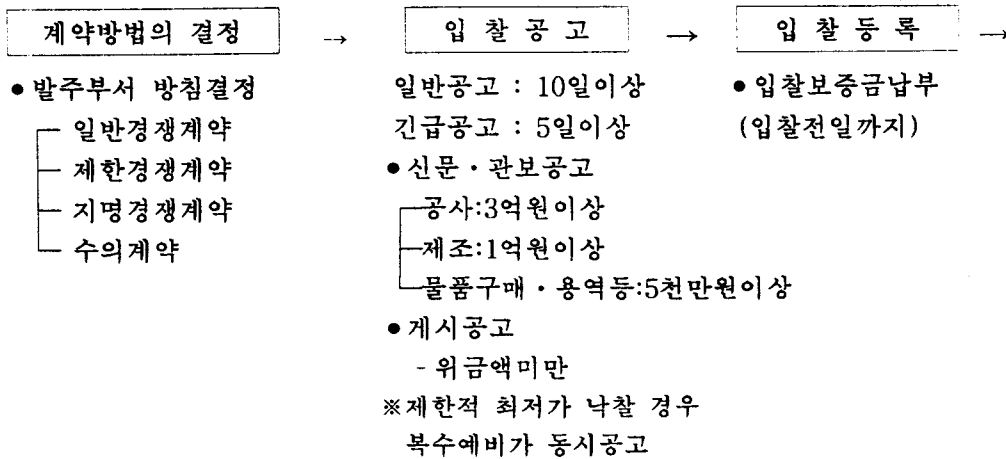 계약방법의 결정 → 입 찰 공 고 → 입 찰 등 록 →
● 발주부서 방침결정
일반경쟁계약
제한경쟁계약
지명경쟁계약
수의계약
일반공고 : 10일이상
긴급공고 : 5일이상
● 신문·관보공고
공사:3억원이상
제조:1억원이상
물품구매·용역등:5천만원이상
● 게시공고
- 위금액미만
※제한적 최저가 낙찰 경우
복수예비가 동시공고
● 입찰보증금납부
(입찰전일까지)